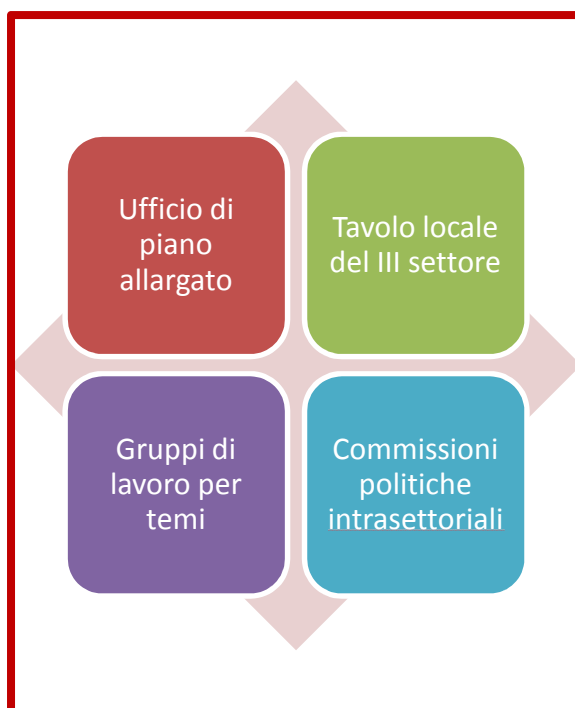 Ufficio di
piano
allargato
Tavolo locale
del III settore
Gruppi di
lavoro per
temi
Commissioni
politiche
intrasettoriali